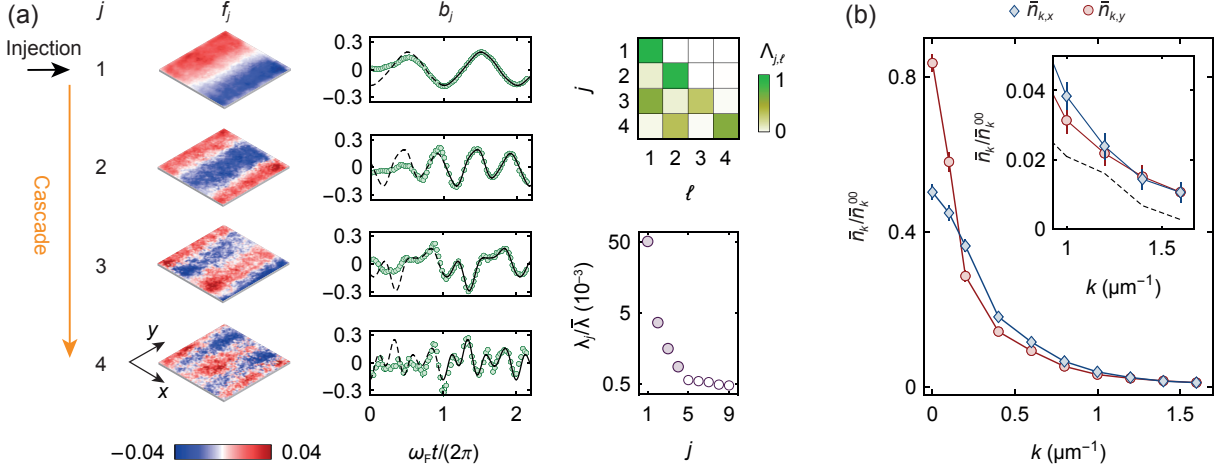 (a)
j
f_j
b_j
Injection
Cascade
1
2
3
4
y
x
−0.04
0.04
0.3
0
−0.3
0.3
0
−0.3
0.3
0
−0.3
0.3
0
−0.3
0
1
2
ω_F t/(2π)
j
1
2
3
4
1 2 3 4
ℓ
Λ_{j,ℓ}
1
0
λ_j/λ̄ (10⁻³)
50
5
0.5
1 5 9
j
(b)
n̄_{k,x} n̄_{k,y}
n̄_k/n̄_k^{00}
0.8
0.4
0
0 0.5 1 1.5
k (μm⁻¹)
n̄_k/n̄_k^{00}
0.04
0.02
0
1 1.5
k (μm⁻¹)